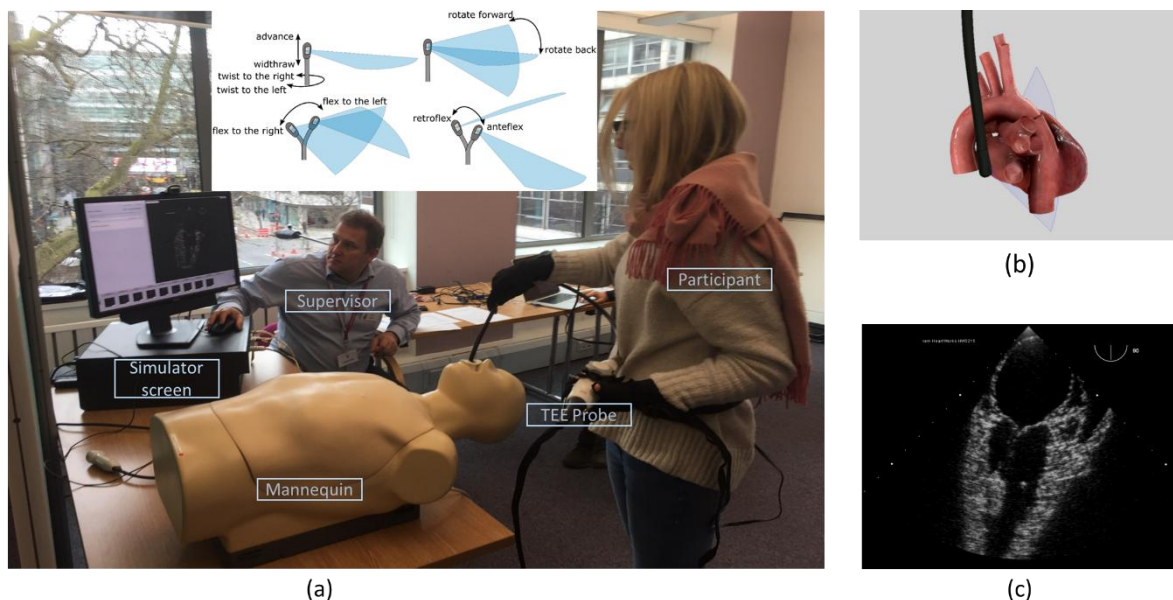 advance
widthraw
twist to the right
twist to the left
rotate forward
rotate back
flex to the left
flex to the right
retroflex
anteflex
Supervisor
Participant
Simulator
screen
TEE Probe
Mannequin
(a)
(b)
(c)